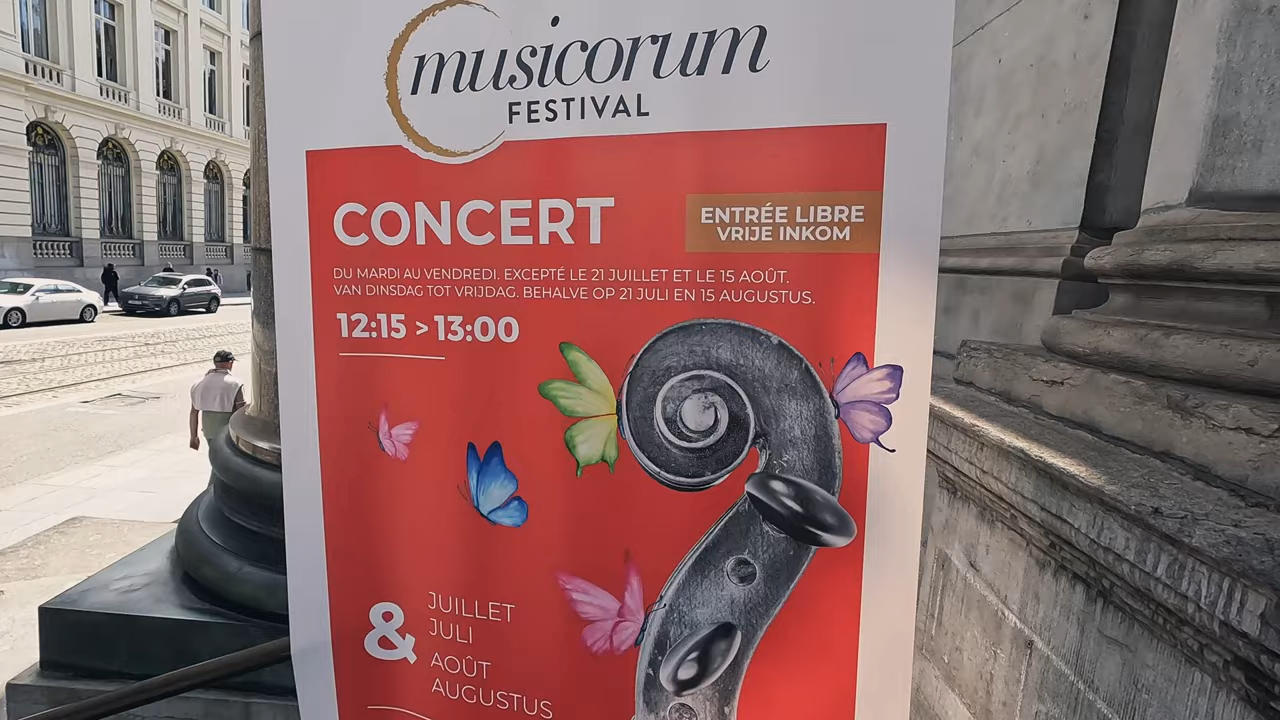 musicorum
FESTIVAL
CONCERT
ENTRÉE LIBRE
VRIJE INKOM
DU MARDI AU VENDREDI. EXCEPTÉ LE 21 JUILLET ET LE 15 AOÛT.
VAN DINSDAG TOT VRIJDAG. BEHALVE OP 21 JULI EN 15 AUGUSTUS.
12:15 > 13:00
&
JUILLET
JULI
AOÛT
AUGUSTUS